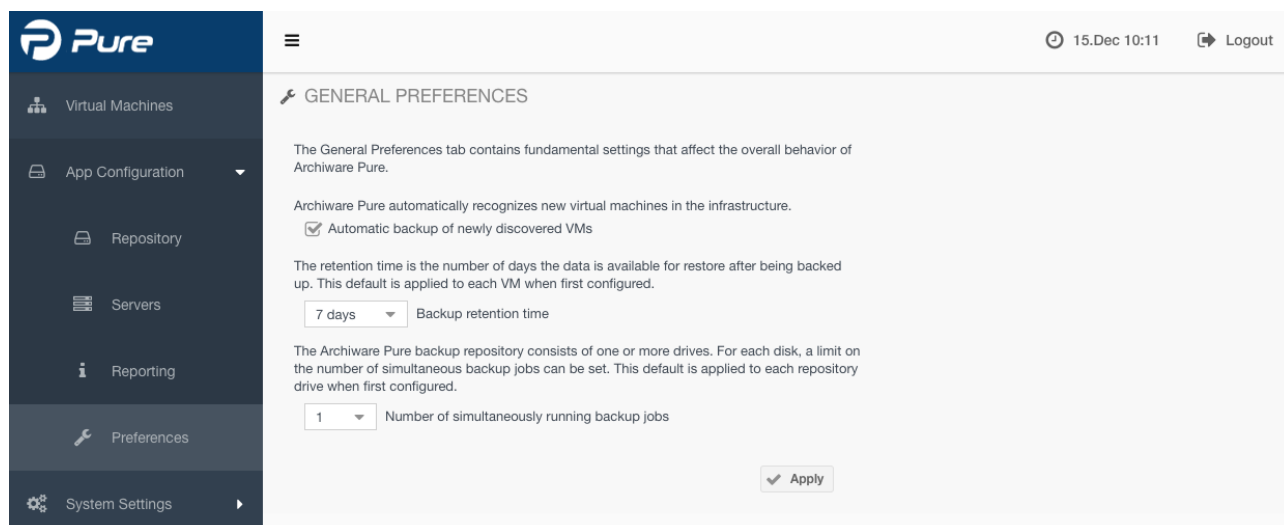 Pure
15.Dec 10:11
Logout
Virtual Machines
App Configuration
Repository
Servers
Reporting
Preferences
System Settings
GENERAL PREFERENCES
The General Preferences tab contains fundamental settings that affect the overall behavior of
Archiware Pure.
Archiware Pure automatically recognizes new virtual machines in the infrastructure.
Automatic backup of newly discovered VMs
The retention time is the number of days the data is available for restore after being backed
up. This default is applied to each VM when first configured.
7 days Backup retention time
The Archiware Pure backup repository consists of one or more drives. For each disk, a limit on
the number of simultaneous backup jobs can be set. This default is applied to each repository
drive when first configured.
1 Number of simultaneously running backup jobs
Apply